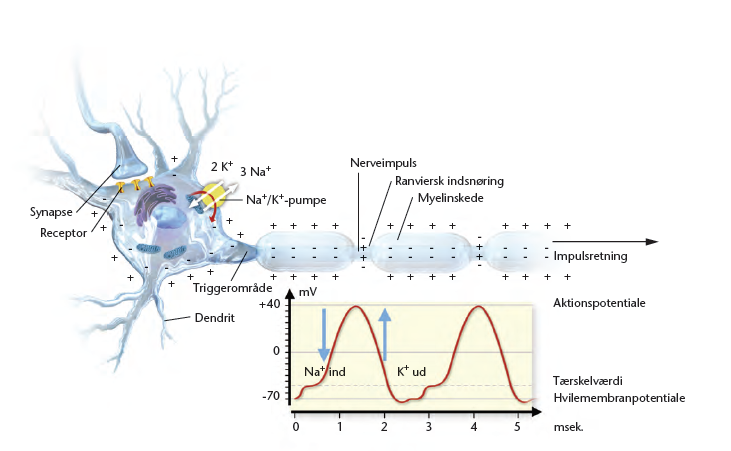 2 K⁺
3 Na⁺
Na⁺/K⁺-pumpe
Nerveimpuls
Ranviersk indsnøring
Myelinskede
Synapse
Receptor
Triggerområde
Dendrit
Impulsretning
mV
+40
0
-70
Na⁺ ind
K⁺ ud
Aktionspotentiale
Tærskelværdi
Hvilemembranpotentiale
0 1 2 3 4 5 msek.